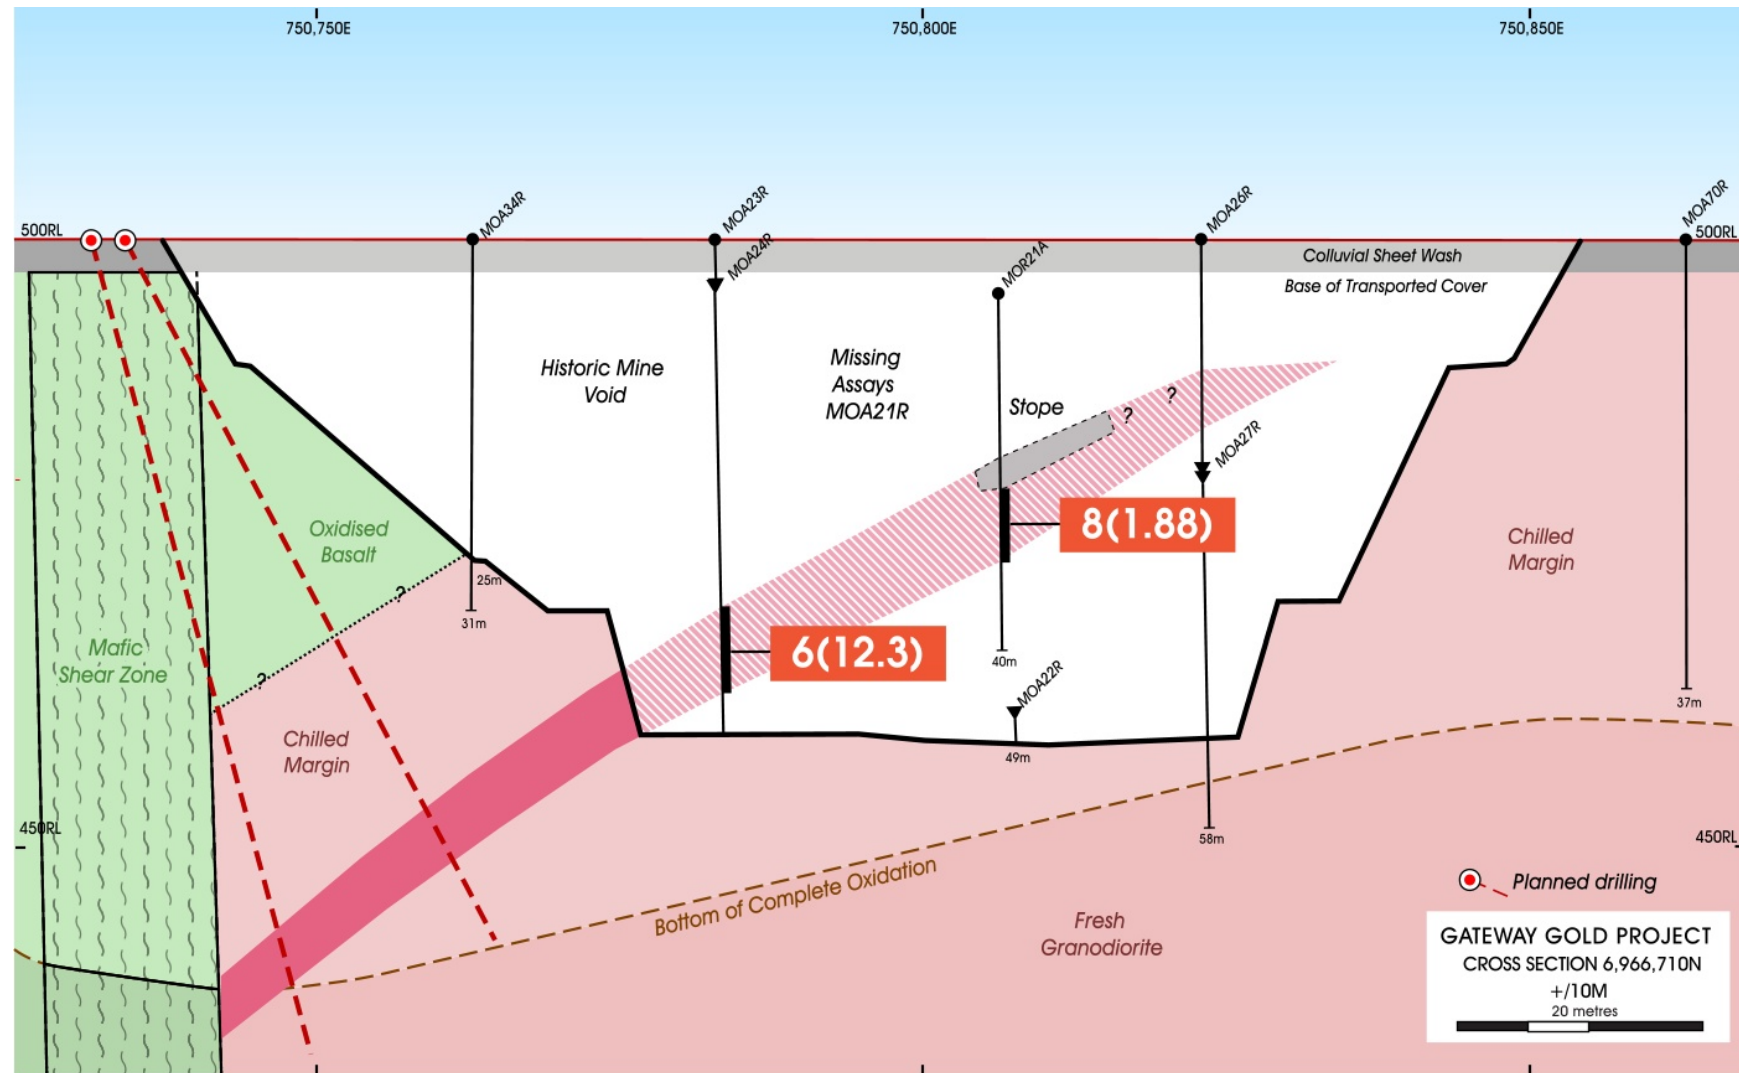 750,750E
750,800E
750,850E
500RL
MOA34R
MOA23R
MOA24R
MOR21A
MOA26R
MOA70R
500RL
Colluvial Sheet Wash
Base of Transported Cover
Historic Mine
Void
Missing
Assays
MOA21R
Stope
?
?
MOA27R
8(1.88)
Oxidised
Basalt
?
25m
31m
Chilled
Margin
Mafic
Shear Zone
?
6(12.3)
40m
MOA22R
37m
Chilled
Margin
49m
450RL
58m
450RL
Bottom of Complete Oxidation
Fresh
Granodiorite
Planned drilling
GATEWAY GOLD PROJECT
CROSS SECTION 6,966,710N
+/10M
20 metres